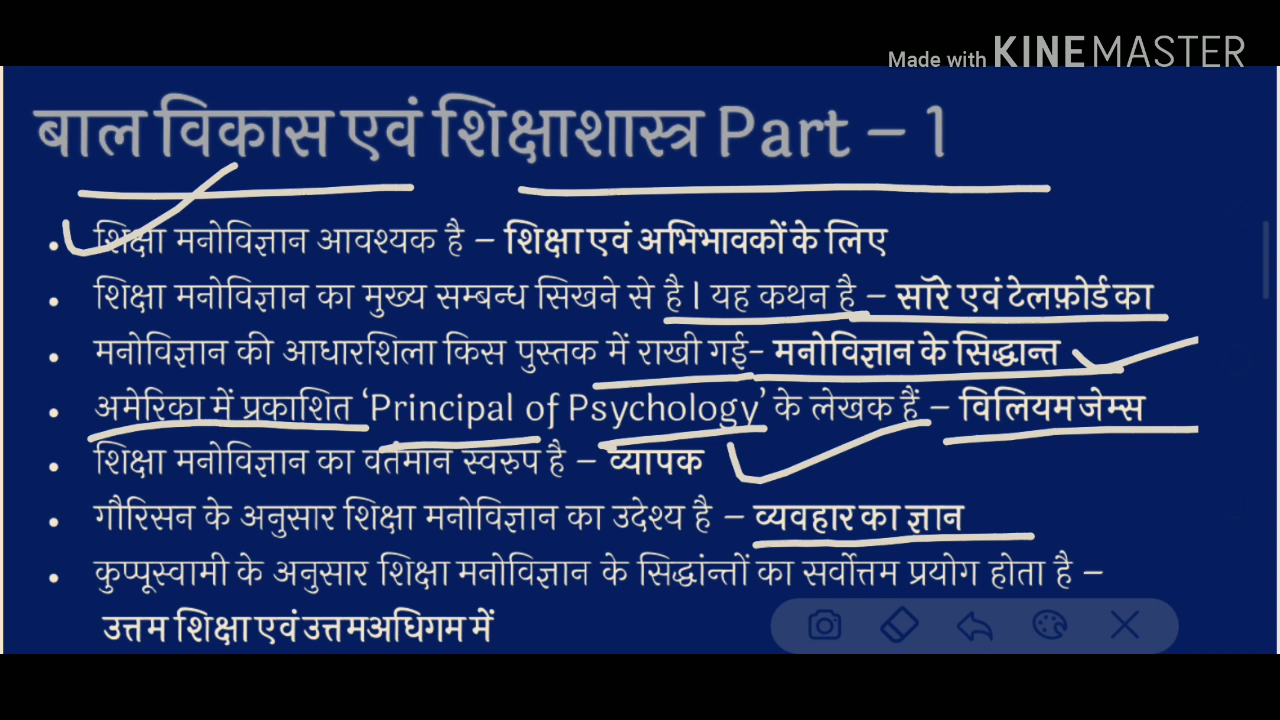 Made with KINEMASTER
बाल विकास एवं शिक्षाशास्त्र Part – 1
• शिक्षा मनोविज्ञान आवश्यक है – शिक्षा एवं अभिभावकों के लिए
• शिक्षा मनोविज्ञान का मुख्य सम्बन्ध सिखने से है । यह कथन है – सॉरे एवं टेलफ़ोर्ड का
• मनोविज्ञान की आधारशिला किस पुस्तक में राखी गई- मनोविज्ञान के सिद्धान्त
• अमेरिका में प्रकाशित ‘Principal of Psychology’ के लेखक हैं – विलियम जेम्स
• शिक्षा मनोविज्ञान का वर्तमान स्वरुप है – व्यापक
• गौरिसन के अनुसार शिक्षा मनोविज्ञान का उदेश्य है – व्यवहार का ज्ञान
• कुप्पूस्वामी के अनुसार शिक्षा मनोविज्ञान के सिद्धांन्तों का सर्वोत्तम प्रयोग होता है –
उत्तम शिक्षा एवं उत्तम अधिगम में